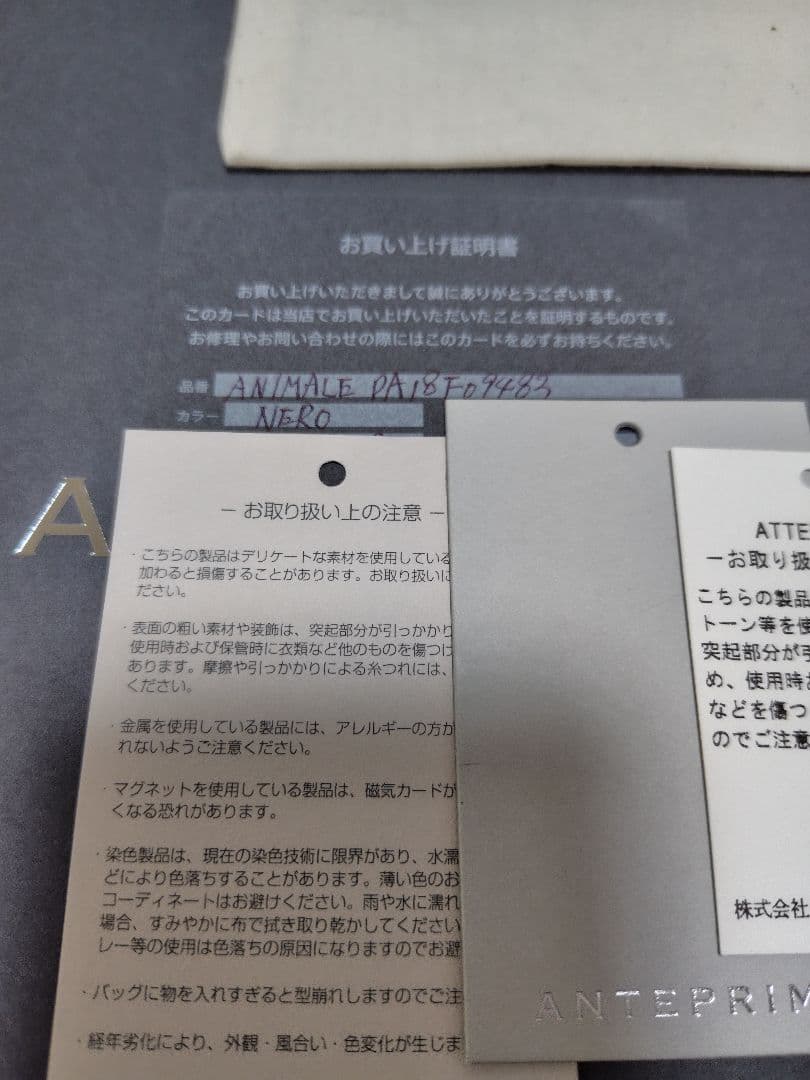 お買い上げ証明書
お買い上げいただきまして誠にありがとうございます。
このカードは当店でお買い上げいただいたことを証明するものです。
お修理やお問い合わせの際にはこのカードを必ずお持ちください。
品番 ANIMALE PA18F09483
カラー NERO
A
－お取り扱い上の注意－
・こちらの製品はデリケートな素材を使用している
加わると損傷することがあります。お取り扱いに
ださい。
・表面の粗い素材や装飾は、突起部分が引っかかり
使用時および保管時に衣類など他のものを傷つけ
あります。摩擦や引っかかりによる糸つれには、
ください。
・金属を使用している製品には、アレルギーの方が
れないようご注意ください。
・マグネットを使用している製品は、磁気カードが
くなる恐れがあります。
・染色製品は、現在の染色技術に限界があり、水濡
どにより色落ちすることがあります。薄い色のお
コーディネートはお避けください。雨や水に濡れ
場合、すみやかに布で拭き取り乾かしてください
レー等の使用は色落ちの原因になりますのでお避
・バッグに物を入れすぎると型崩れしますのでご注
・経年劣化により、外観・風合い・色変化が生じま
ATTE
－お取り扱
こちらの製品
トーン等を使
突起部分が引
め、使用時お
などを傷つ
のでご注意
株式会社
ANTEPRIM